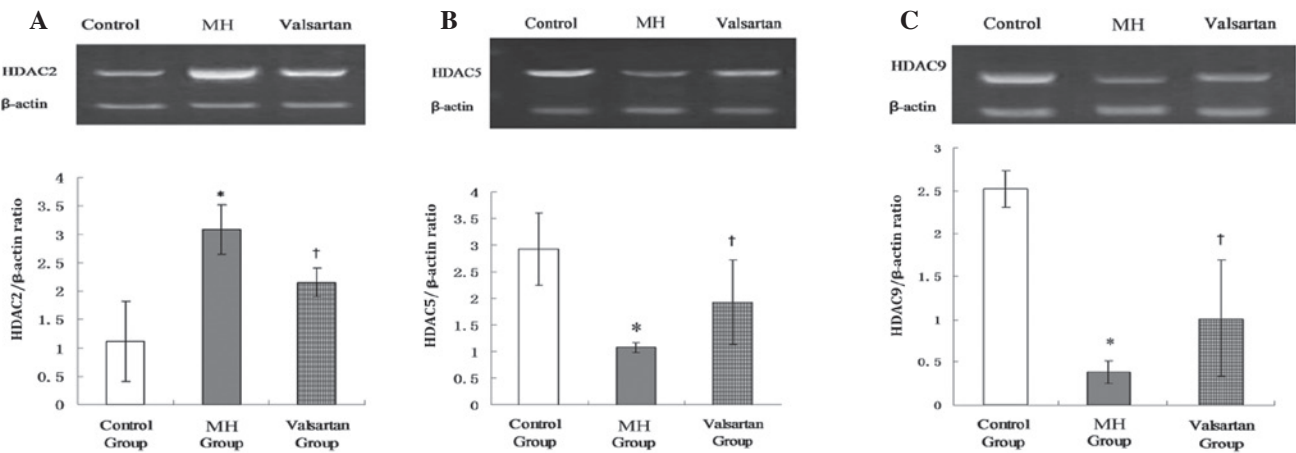 A
Control MH Valsartan
HDAC2
β-actin
HDAC2/β-actin ratio
4
3.5
3
2.5
2
1.5
1
0.5
0
*
†
Control Group
MH Group
Valsartan Group
B
Control MH Valsartan
HDAC5
β-actin
HDAC5/β-actin ratio
4
3.5
3
2.5
2
1.5
1
0.5
0
*
†
Control Group
MH Group
Valsartan Group
C
Control MH Valsartan
HDAC9
β-actin
HDAC9/β-actin ratio
3
2.5
2
1.5
1
0.5
0
*
†
Control Group
MH Group
Valsartan Group